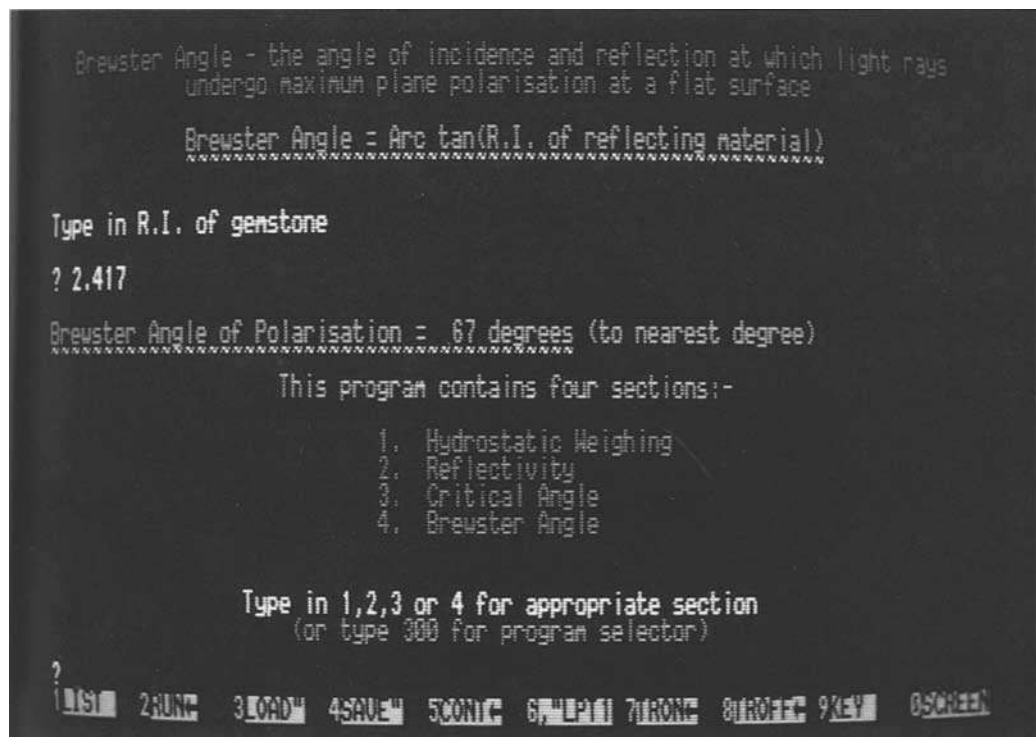 Brewster Angle - the angle of incidence and reflection at which light rays
undergo maximum plane polarisation at a flat surface
Brewster Angle = Arc tan(R.I. of reflecting material)
Type in R.I. of gemstone
? 2.417
Brewster Angle of Polarisation = 67 degrees (to nearest degree)
This program contains four sections:-
1. Hydrostatic Weighing
2. Reflectivity
3. Critical Angle
4. Brewster Angle
Type in 1,2,3 or 4 for appropriate section
(or type 300 for program selector)
?
1LIST 2RUN← 3LOAD" 4SAVE" 5CONT← 6,"LPT1 7TRON← 8TROFF← 9KEY 0SCREEN